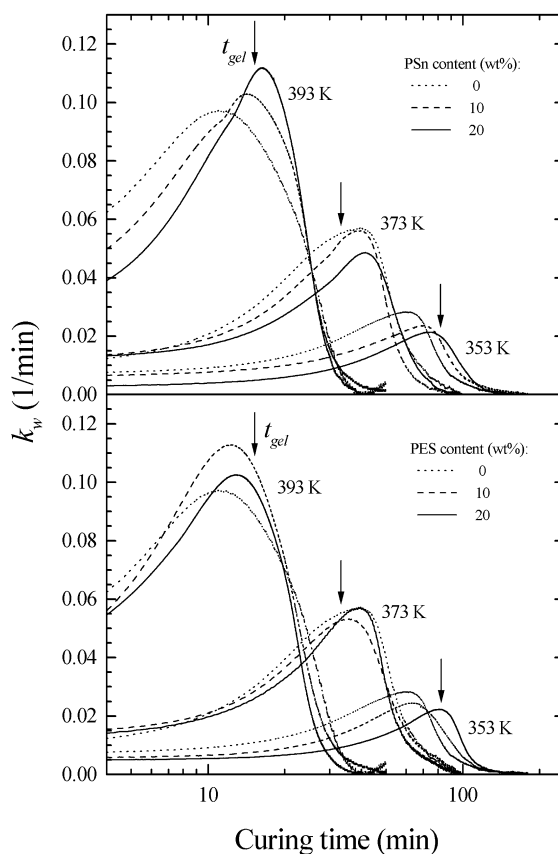 0.12
0.10
0.08
0.06
0.04
0.02
0.00
t_gel
393 K
373 K
353 K
PSn content (wt%):
0
10
20
0.12
0.10
0.08
0.06
0.04
0.02
0.00
t_gel
393 K
373 K
353 K
PES content (wt%):
0
10
20
k_w (1/min)
10
100
Curing time (min)